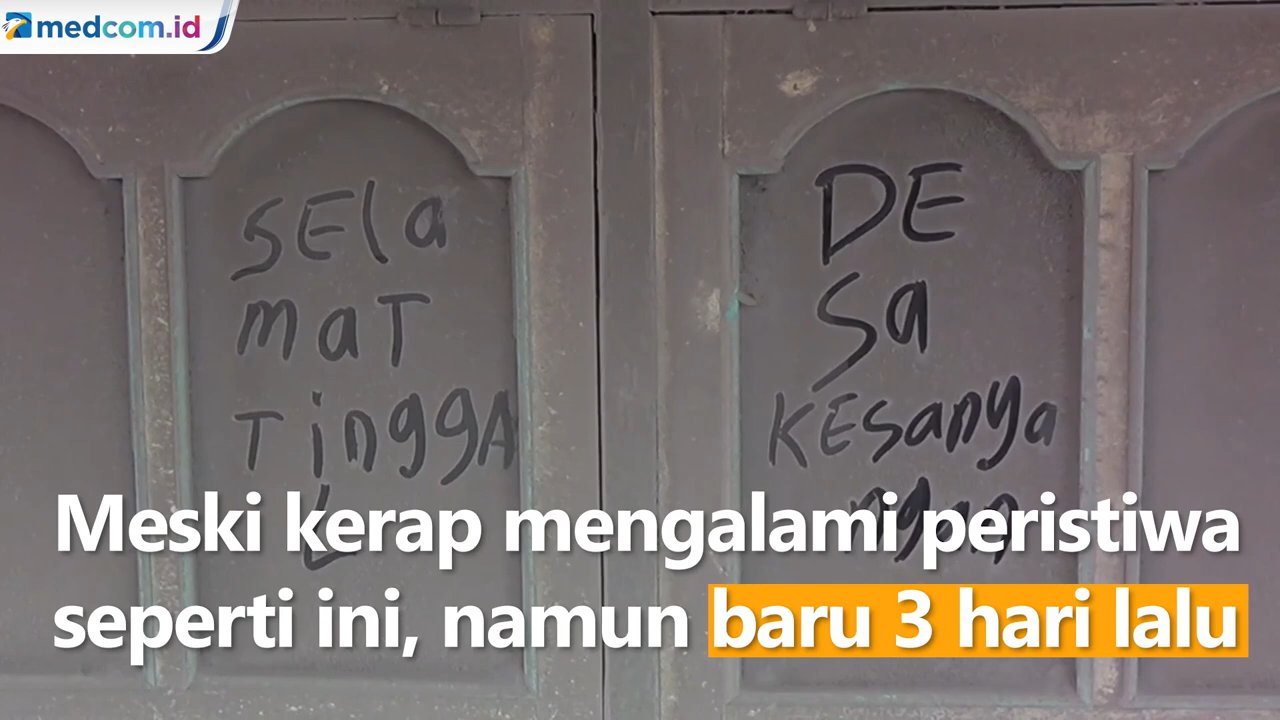 medcom.id
SEla
maT
TinggA
L
DE
Sa
KESanya
ngan
Meski kerap mengalami peristiwa
seperti ini, namun baru 3 hari lalu